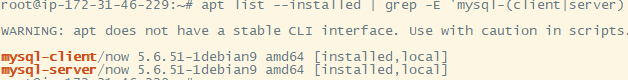 root@ip-172-31-46-229:~# apt list --installed | grep -E 'mysql-(client|server)
WARNING: apt does not have a stable CLI interface. Use with caution in scripts.
mysql-client/now 5.6.51-1debian9 amd64 [installed,local]
mysql-server/now 5.6.51-1debian9 amd64 [installed,local]